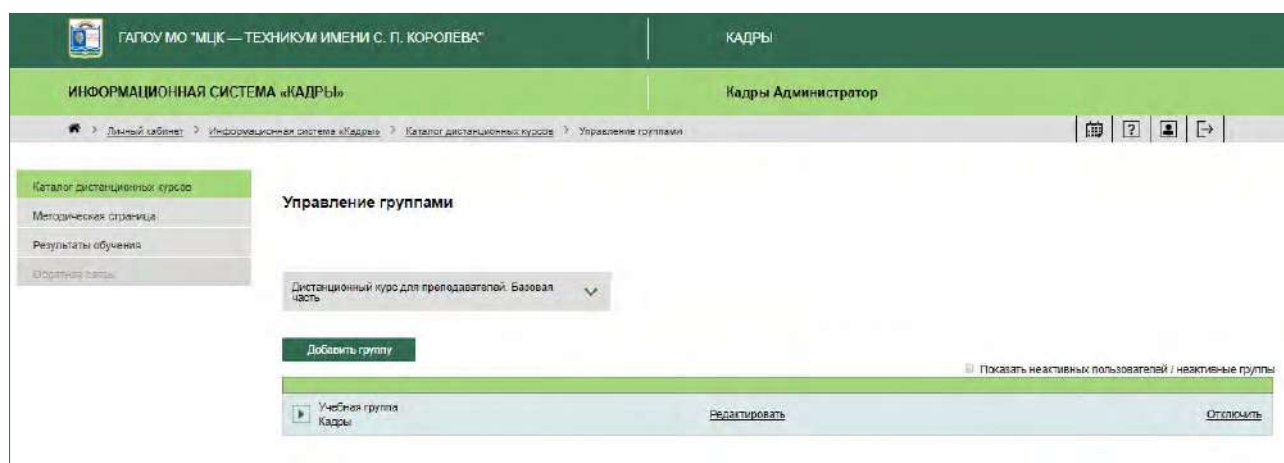 ГАПОУ МО "МЦК — ТЕХНИКУМ ИМЕНИ С. П. КОРОЛЁВА"
КАДРЫ
ИНФОРМАЦИОННАЯ СИСТЕМА «КАДРЫ»
Кадры Администратор
> Личный кабинет > Информационная система «Кадры» > Каталог дистанционных курсов > Управление группами
?
Каталог дистанционных курсов
Методическая страница
Результаты обучения
Обратная связь
Управление группами
Дистанционный курс для преподавателей. Базовая
часть
Добавить группу
Показать неактивных пользователей / неактивные группы
Учебная группа
Кадры
Редактировать
Отключить